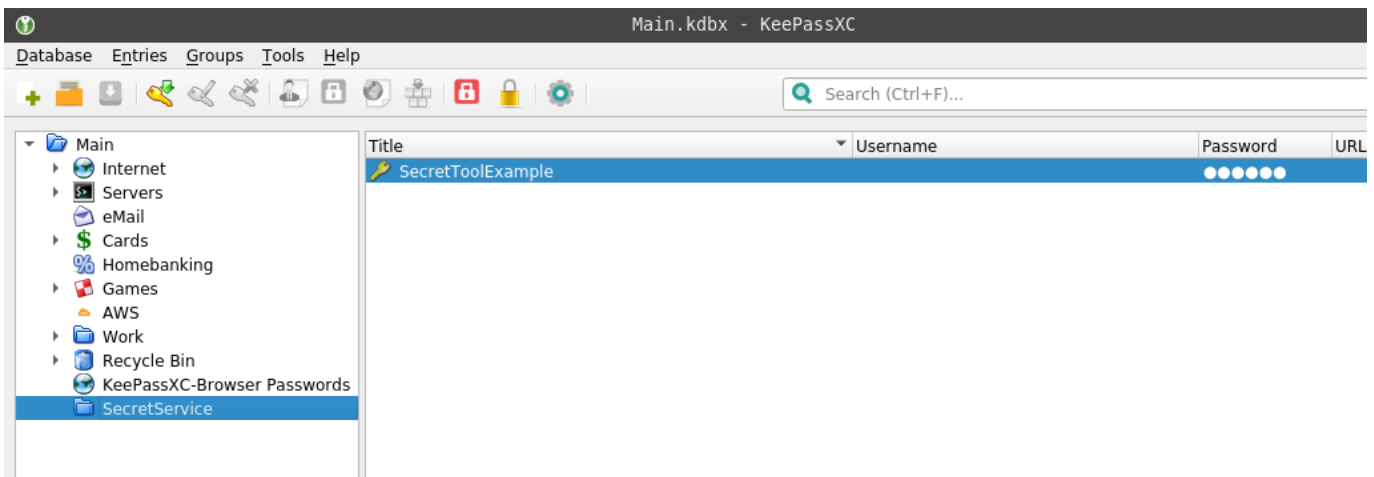 Main.kdbx - KeePassXC
Database Entries Groups Tools Help
Search (Ctrl+F)...
Main
Internet
Servers
eMail
Cards
Homebanking
Games
AWS
Work
Recycle Bin
KeePassXC-Browser Passwords
SecretService
Title Username Password URL
SecretToolExample ●●●●●●